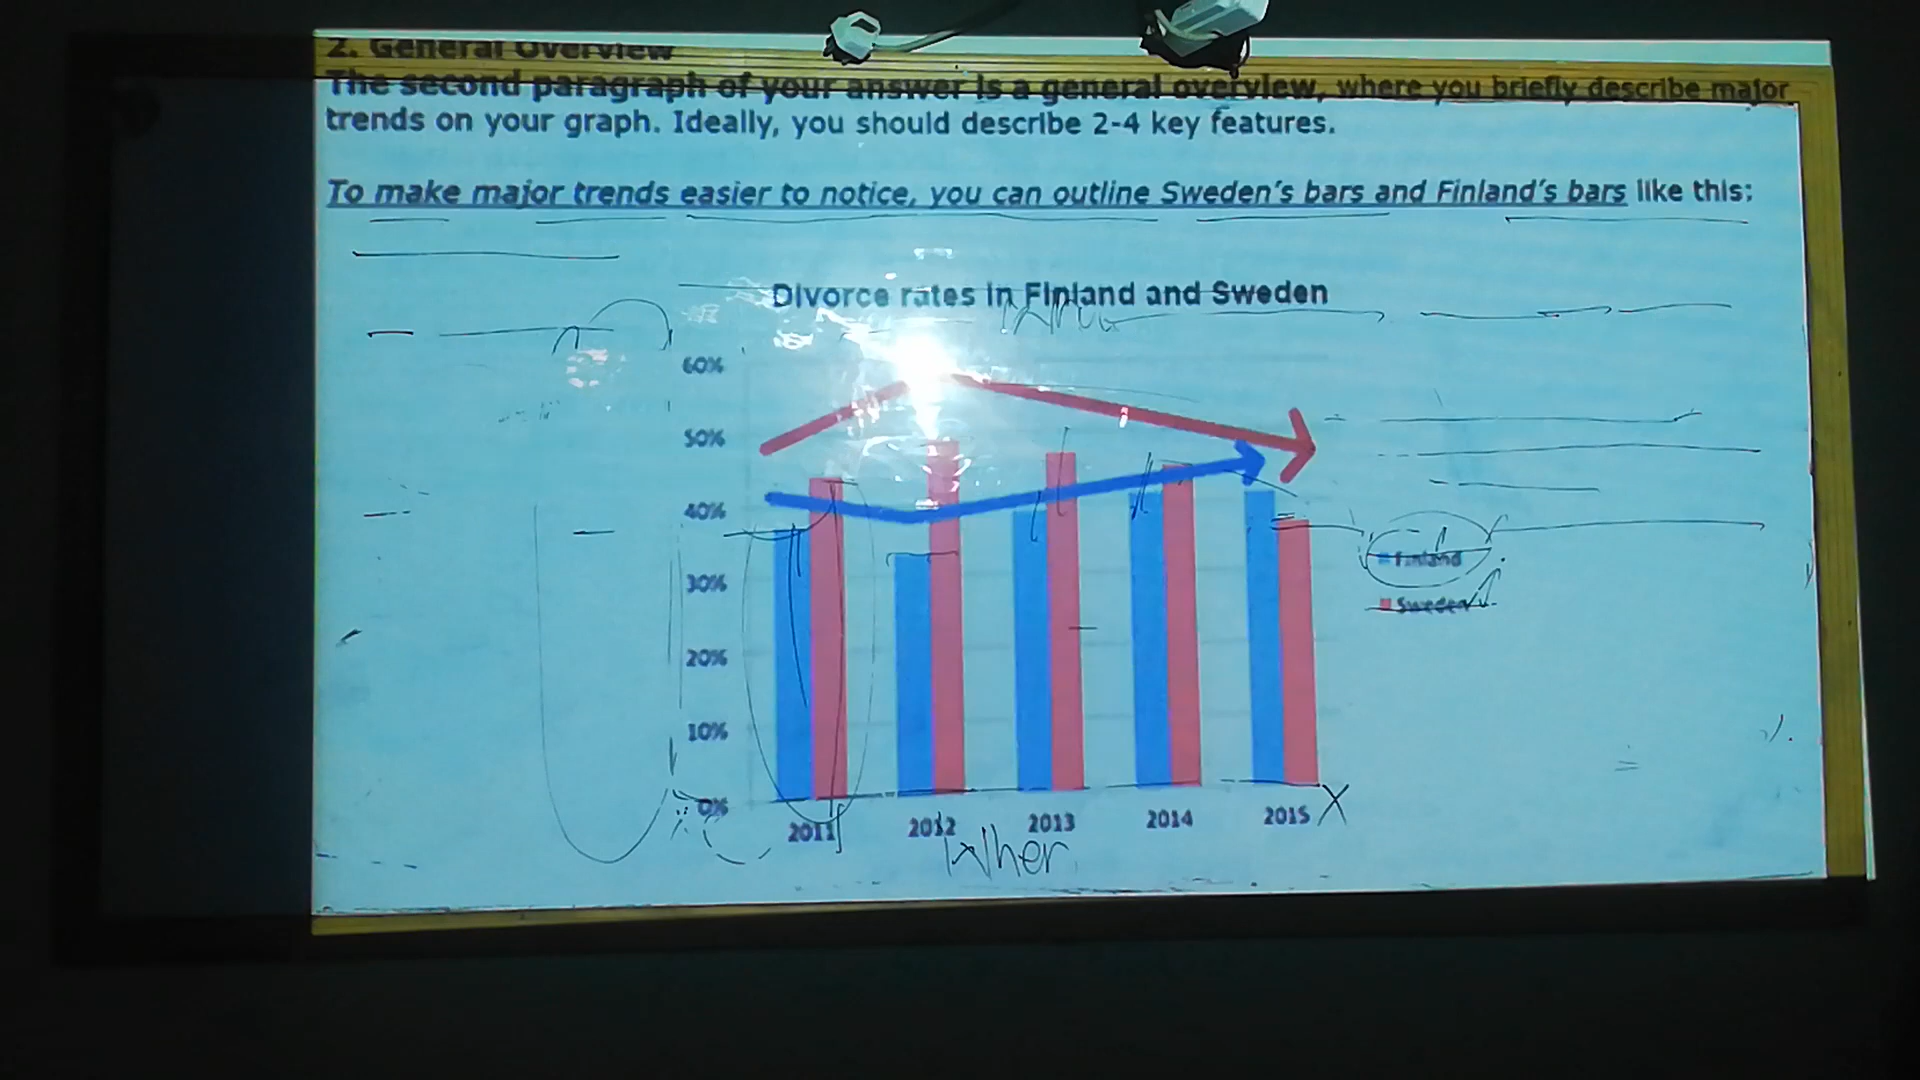 2. General Overview
The second paragraph of your answer is a general overview, where you briefly describe major
trends on your graph. Ideally, you should describe 2-4 key features.
To make major trends easier to notice, you can outline Sweden's bars and Finland's bars like this:
Divorce rates in Finland and Sweden
60%
50%
40%
30%
20%
10%
0%
Finland
Sweden
2011 2012 2013 2014 2015 X
Wher